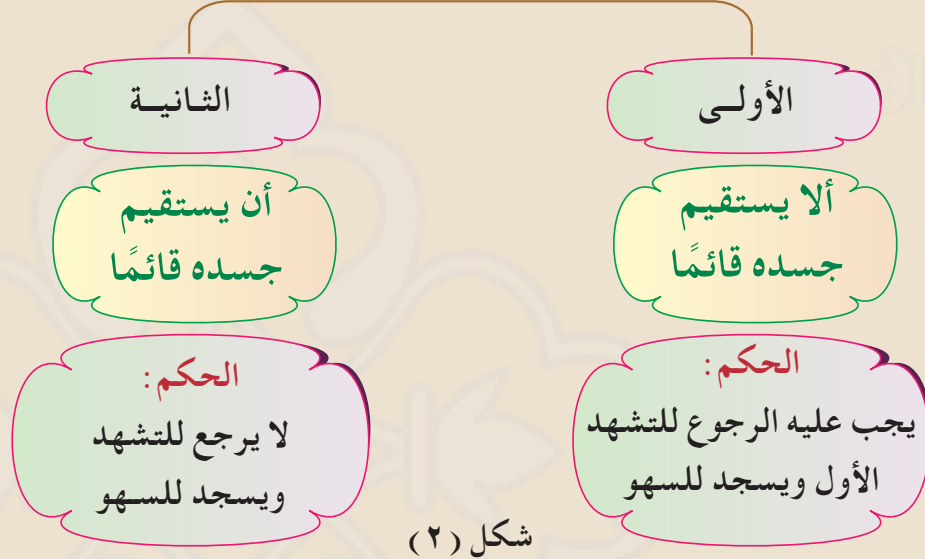 الأولى
ألا يستقيم
جسده قائمًا
الحكم:
يجب عليه الرجوع للتشهد
الأول ويسجد للسهو
الثانية
أن يستقيم
جسده قائمًا
الحكم:
لا يرجع للتشهد
ويسجد للسهو
شكل (٢)